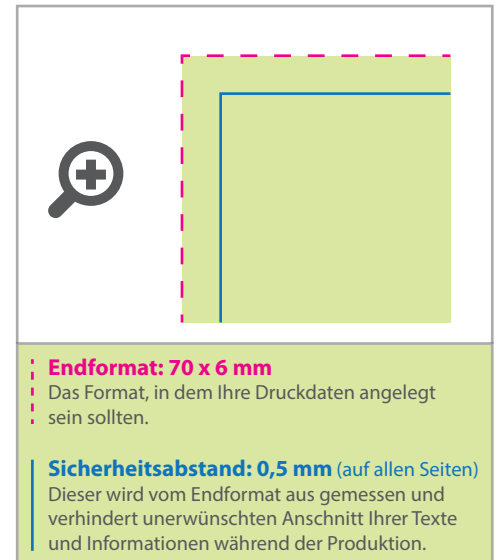 Endformat: 70 x 6 mm
Das Format, in dem Ihre Druckdaten angelegt
sein sollten.
Sicherheitsabstand: 0,5 mm (auf allen Seiten)
Dieser wird vom Endformat aus gemessen und
verhindert unerwünschten Anschnitt Ihrer Texte
und Informationen während der Produktion.